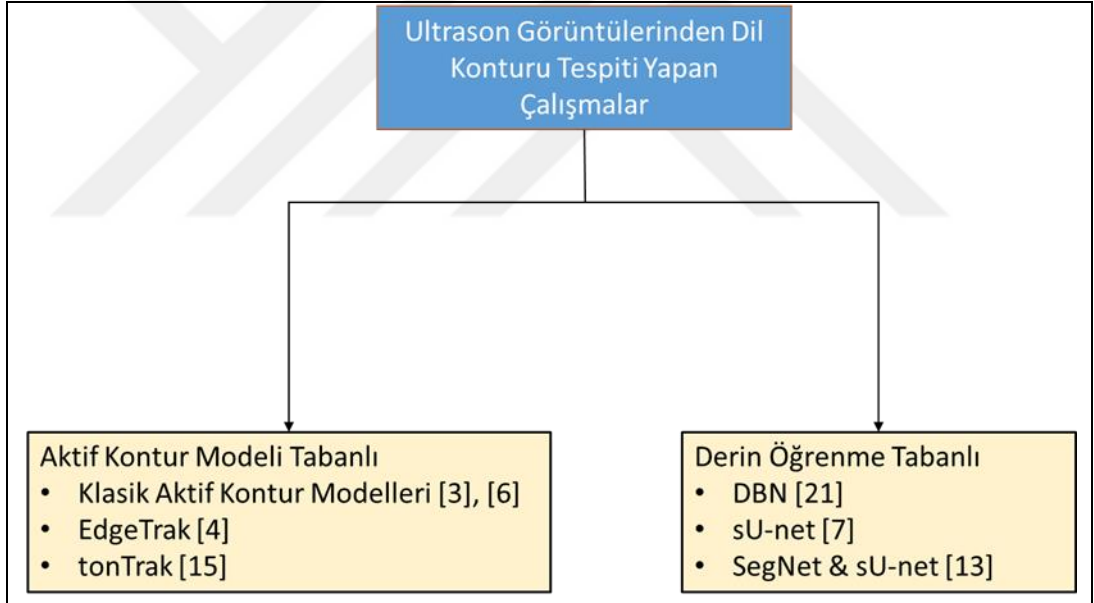 Ultrason Görüntülerinden Dil
Konturu Tespiti Yapan
Çalışmalar
Aktif Kontur Modeli Tabanlı
• Klasik Aktif Kontur Modelleri [3], [6]
• EdgeTrak [4]
• tonTrak [15]
Derin Öğrenme Tabanlı
• DBN [21]
• sU-net [7]
• SegNet & sU-net [13]